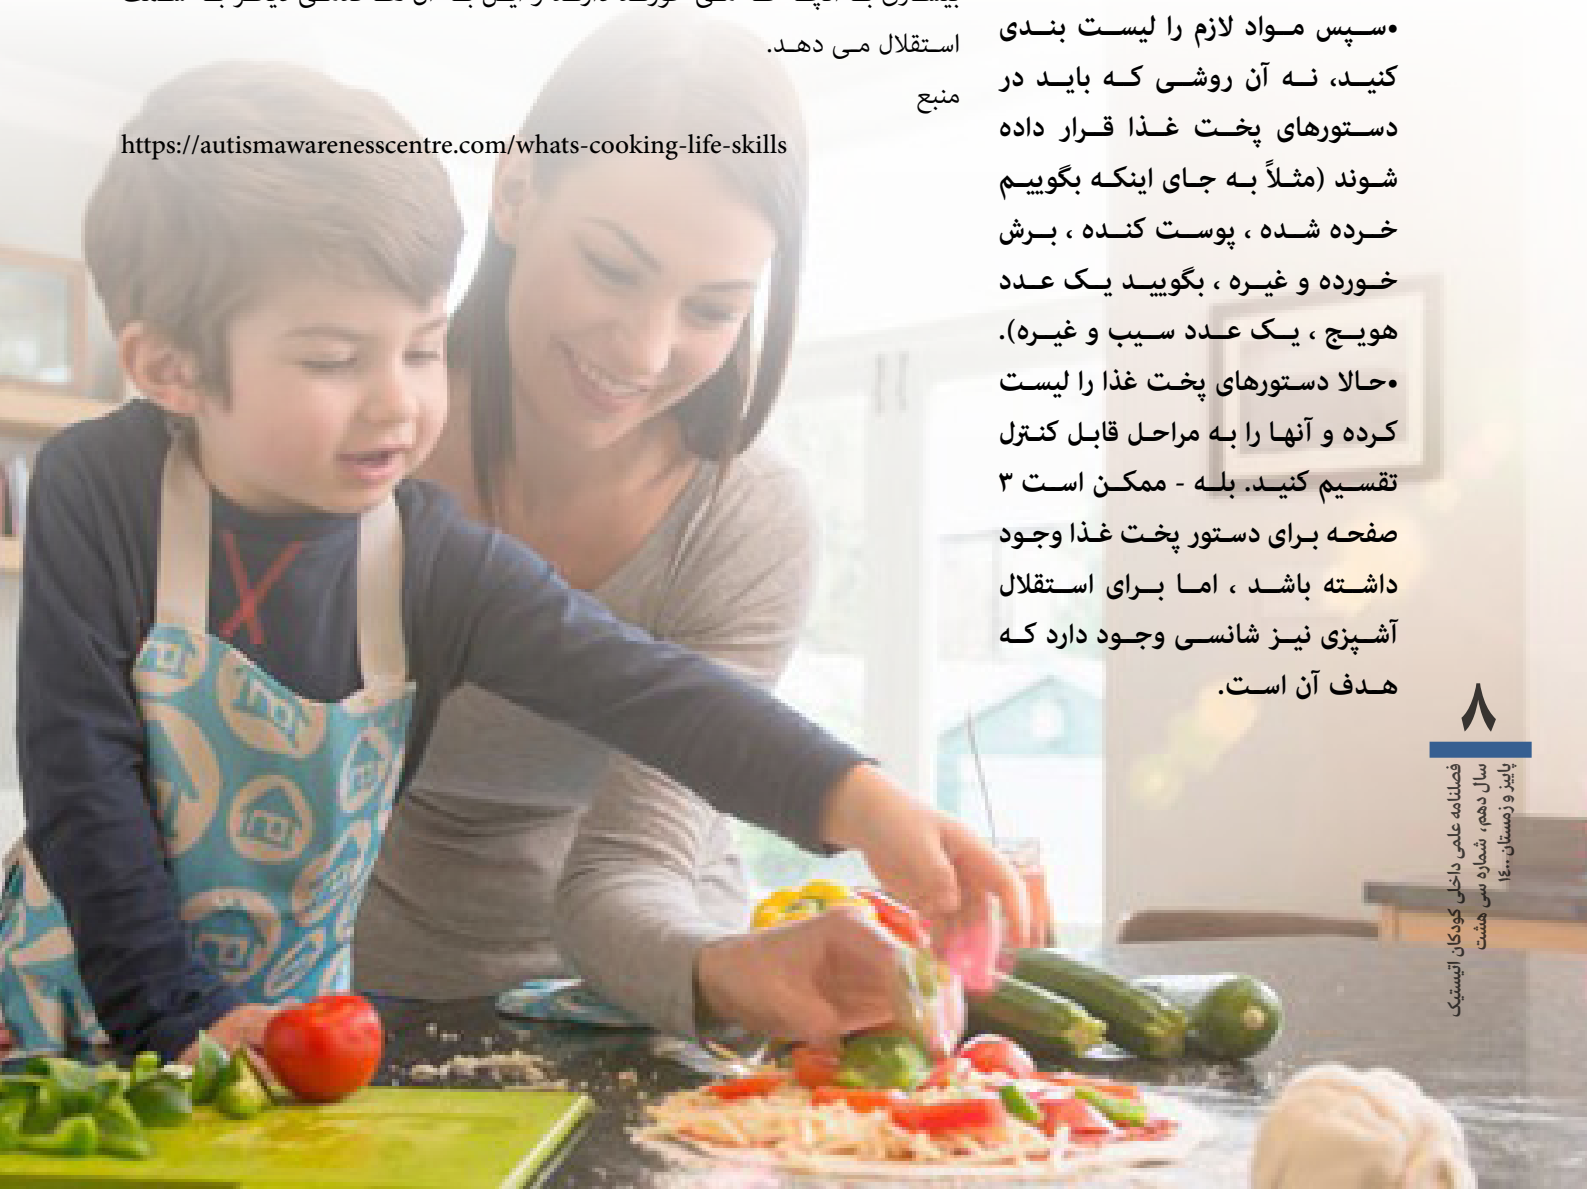 •سپس مواد لازم را لیست بندی
کنید، نه آن روشی که باید در
دستورهای پخت غذا قرار داده
شوند (مثلاً به جای اینکه بگوییم
خرده شده ، پوست کنده ، برش
خورده و غیره ، بگویید یک عدد
هویج ، یک عدد سیب و غیره).
•حالا دستورهای پخت غذا را لیست
کرده و آنها را به مراحل قابل کنترل
تقسیم کنید. بله - ممکن است ۳
صفحه برای دستور پخت غذا وجود
داشته باشد ، اما برای استقلال
آشپزی نیز شانسی وجود دارد که
هدف آن است.
استقلال می دهد.
منبع
https://autismawarenesscentre.com/whats-cooking-life-skills
۸
فصلنامه علمی داخلی کودکان اتیستیک
سال دهم، شماره سی هشت
پاییز و زمستان ۱۴۰۰